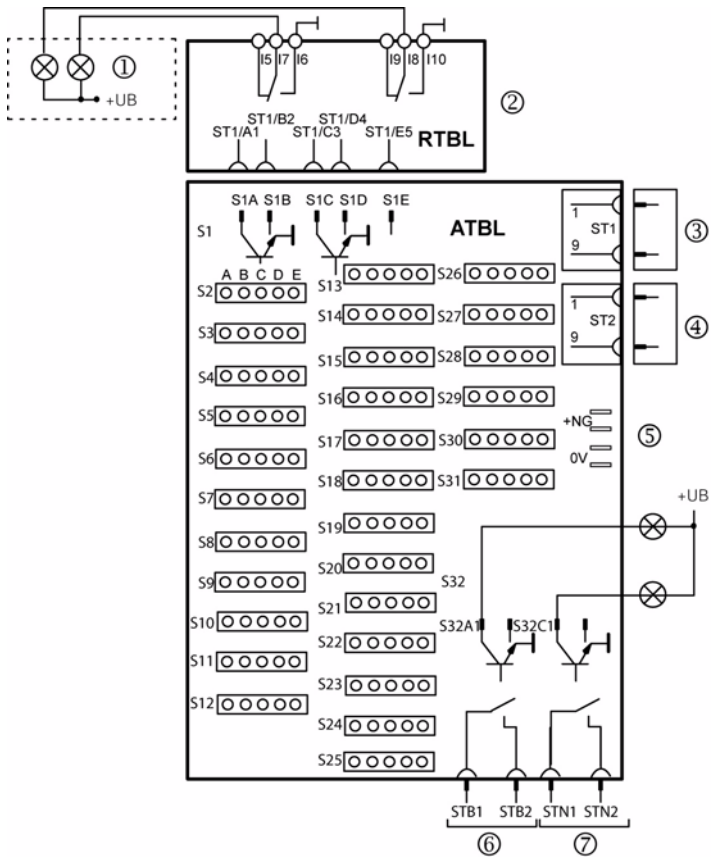 ①
+UB
I5 I7 I6
I9 I8 I10
②
ST1/B2 ST1/D4
ST1/A1 ST1/C3 ST1/E5
RTBL
S1A S1B S1C S1D S1E
S1
ATBL
1
ST1
9
③
A B C D E
S2
S3
S4
S5
S6
S7
S8
S9
S10
S11
S12
S13
S14
S15
S16
S17
S18
S19
S20
S21
S22
S23
S24
S25
S26
S27
S28
S29
S30
S31
1
ST2
9
④
+NG
0V
⑤
+UB
S32
S32A1 S32C1
STB1 STB2 STN1 STN2
⑥ ⑦